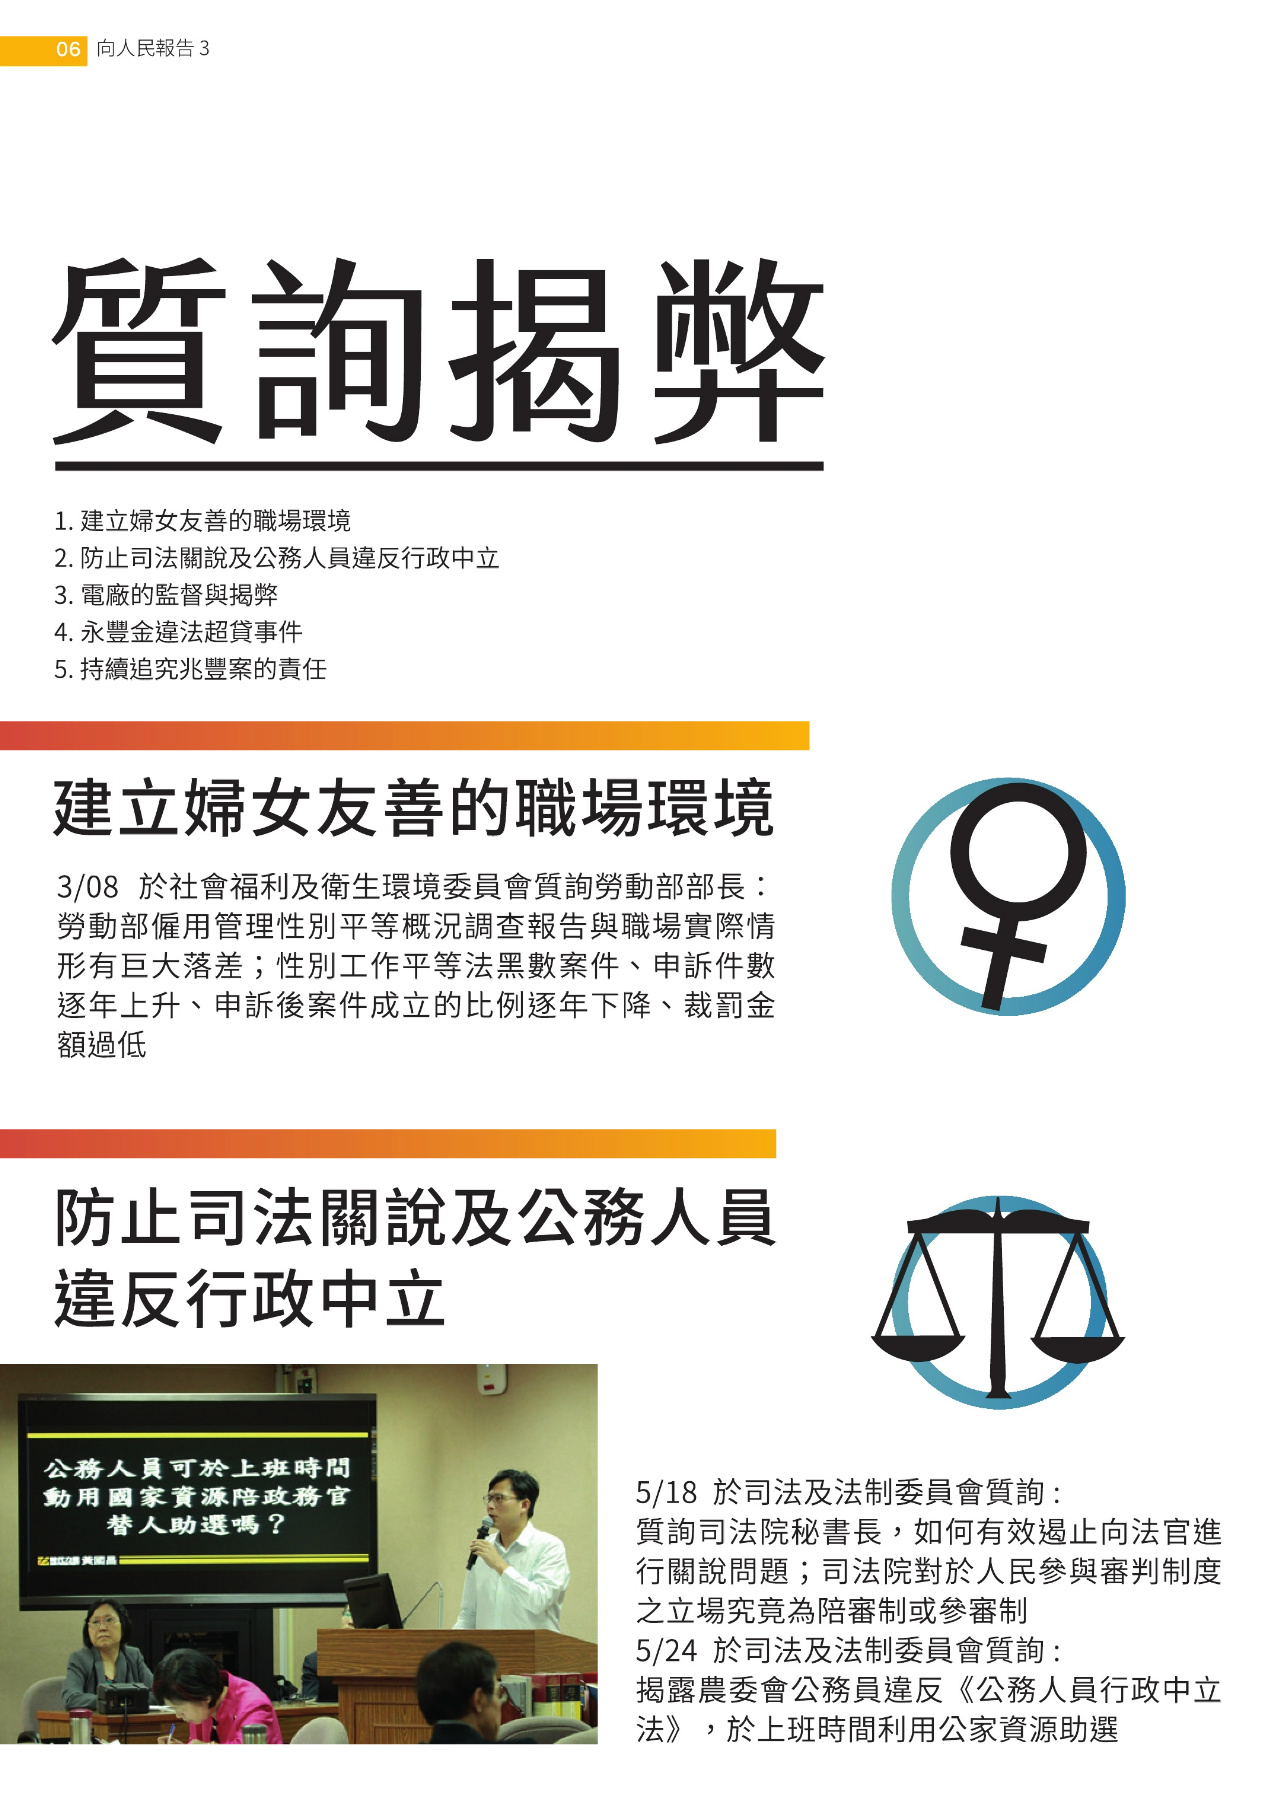 06 向人民報告 3
質詢揭弊
1. 建立婦女友善的職場環境
2. 防止司法關說及公務人員違反行政中立
3. 電廠的監督與揭弊
4. 永豐金違法超貸事件
5. 持續追究兆豐案的責任
建立婦女友善的職場環境
3/08 於社會福利及衛生環境委員會質詢勞動部部長：
勞動部僱用管理性別平等概況調查報告與職場實際情
形有巨大落差；性別工作平等法黑數案件、申訴件數
逐年上升、申訴後案件成立的比例逐年下降、裁罰金
額過低
防止司法關說及公務人員
違反行政中立
公務人員可於上班時間
動用國家資源陪政務官
替人助選嗎？
黃國昌
5/18 於司法及法制委員會質詢：
質詢司法院秘書長，如何有效遏止向法官進
行關說問題；司法院對於人民參與審判制度
之立場究竟為陪審制或參審制
5/24 於司法及法制委員會質詢：
揭露農委會公務員違反《公務人員行政中立
法》，於上班時間利用公家資源助選